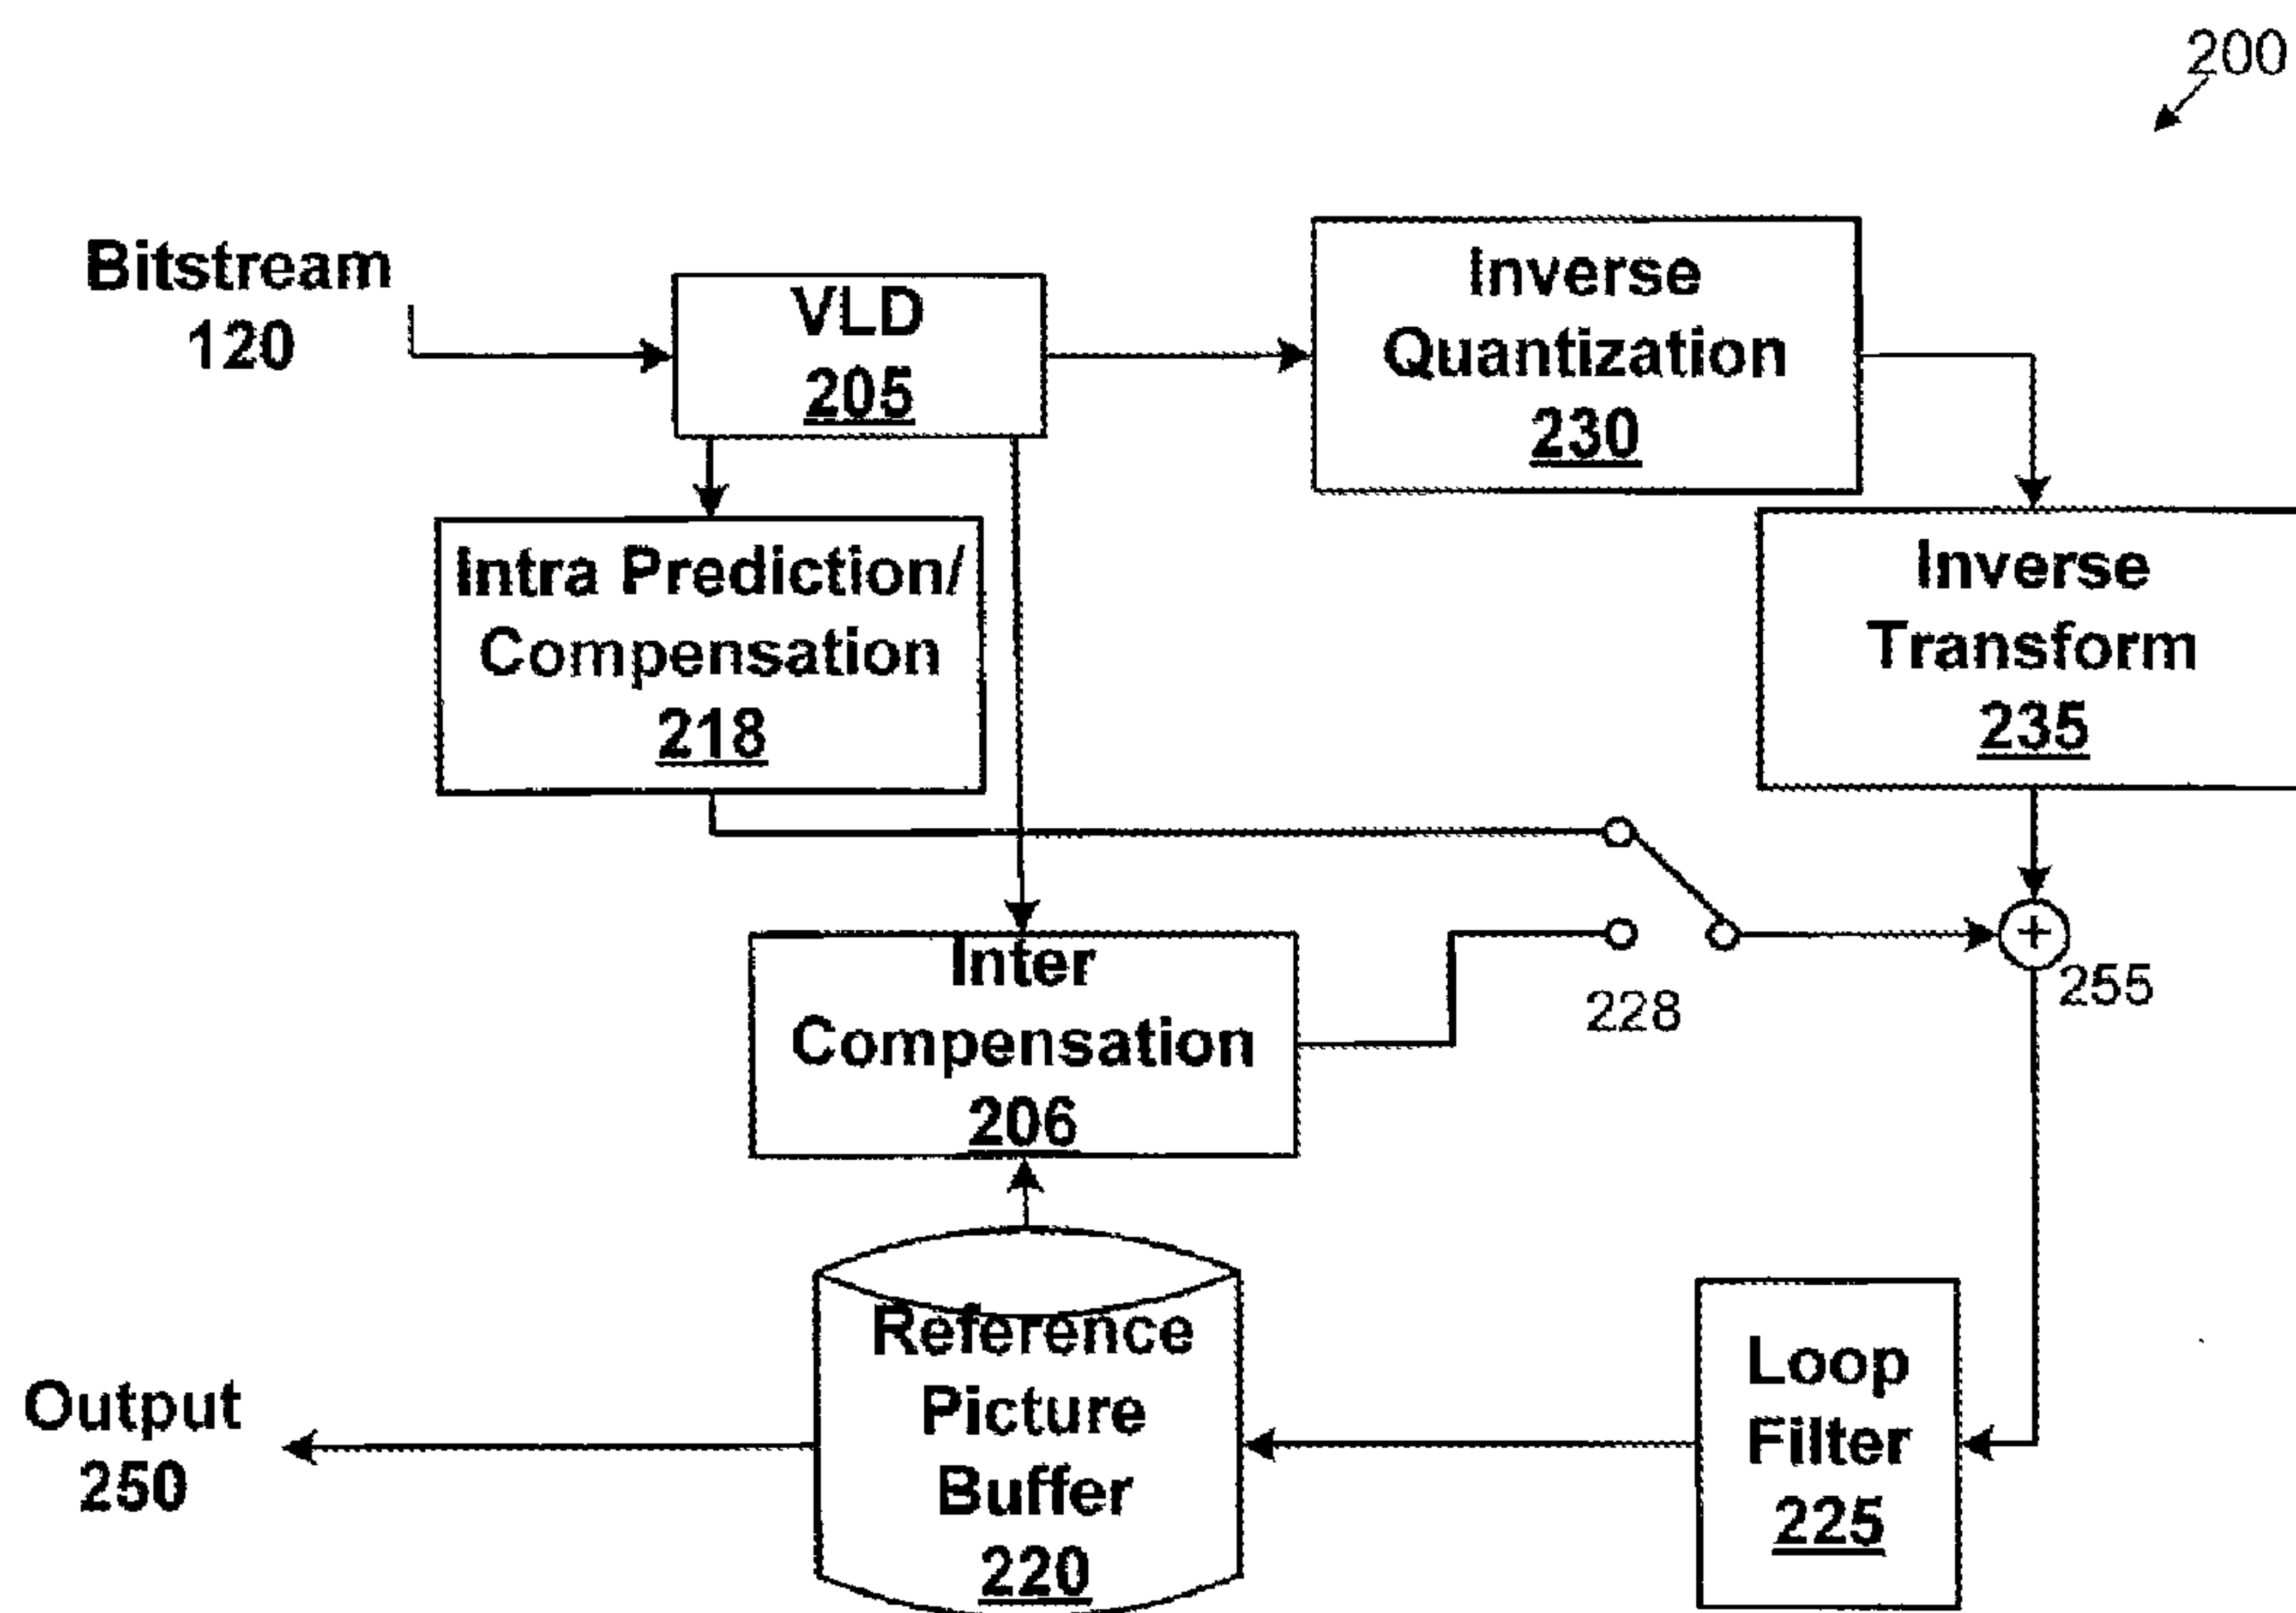 200
Bitstream
120
VLD
205
Inverse
Quantization
230
Intra Prediction/
Compensation
218
Inverse
Transform
235
+
255
228
Inter
Compensation
206
Reference
Picture
Buffer
220
Loop
Filter
225
Output
250